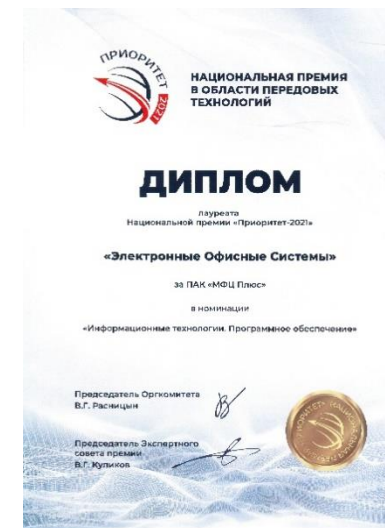 ПРИОРИТЕТ 2021
НАЦИОНАЛЬНАЯ ПРЕМИЯ
В ОБЛАСТИ ПЕРЕДОВЫХ
ТЕХНОЛОГИЙ
ДИПЛОМ
лауреата
Национальной премии «Приоритет-2021»
«Электронные Офисные Системы»
за ПАК «МФЦ Плюс»
в номинации
«Информационные технологии. Программное обеспечение»
Председатель Оргкомитета
В.Г. Расницын
Председатель Экспертного
совета премии
В.Г. Куликов